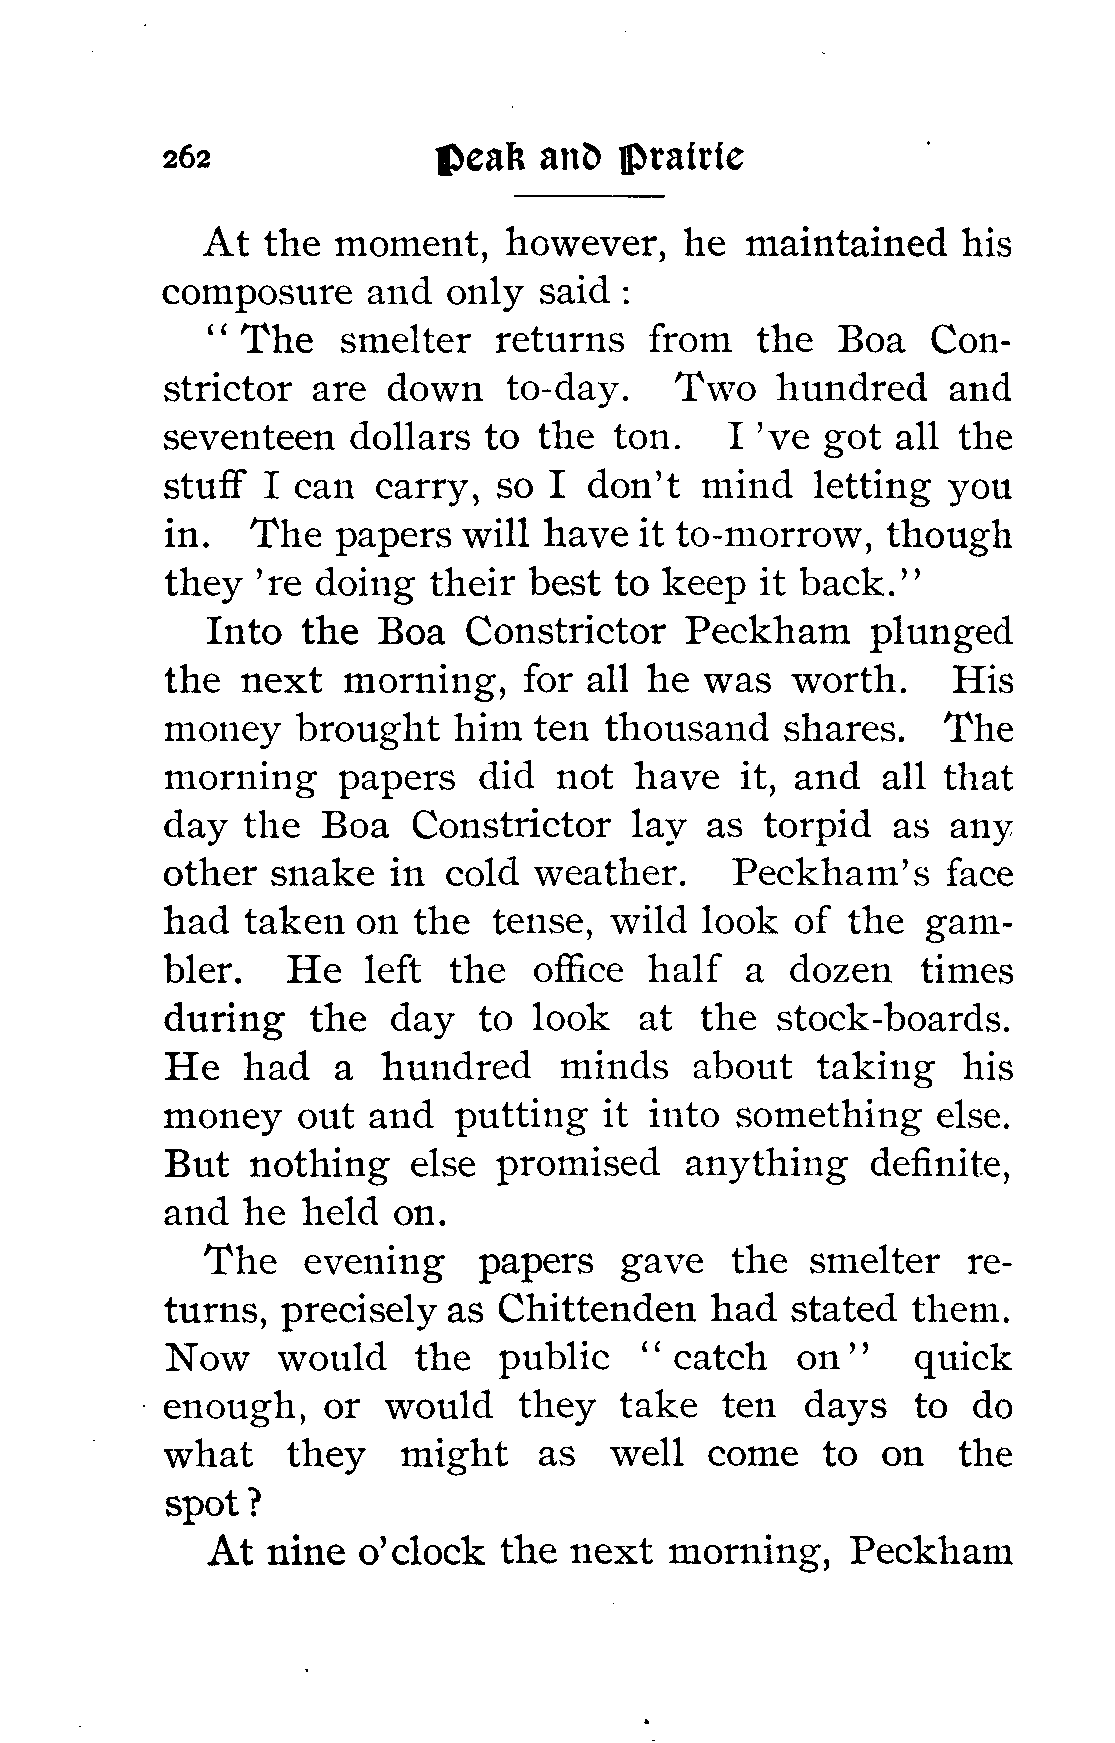 262 Peak and Prairie
At the moment, however, he maintained his
composure and only said :
“ The smelter returns from the Boa Con-
strictor are down to-day. Two hundred and
seventeen dollars to the ton. I 've got all the
stuff I can carry, so I don't mind letting you
in. The papers will have it to-morrow, though
they 're doing their best to keep it back.”
Into the Boa Constrictor Peckham plunged
the next morning, for all he was worth. His
money brought him ten thousand shares. The
morning papers did not have it, and all that
day the Boa Constrictor lay as torpid as any
other snake in cold weather. Peckham's face
had taken on the tense, wild look of the gam-
bler. He left the office half a dozen times
during the day to look at the stock-boards.
He had a hundred minds about taking his
money out and putting it into something else.
But nothing else promised anything definite,
and he held on.
The evening papers gave the smelter re-
turns, precisely as Chittenden had stated them.
Now would the public “ catch on ” quick
enough, or would they take ten days to do
what they might as well come to on the
spot ?
At nine o'clock the next morning, Peckham